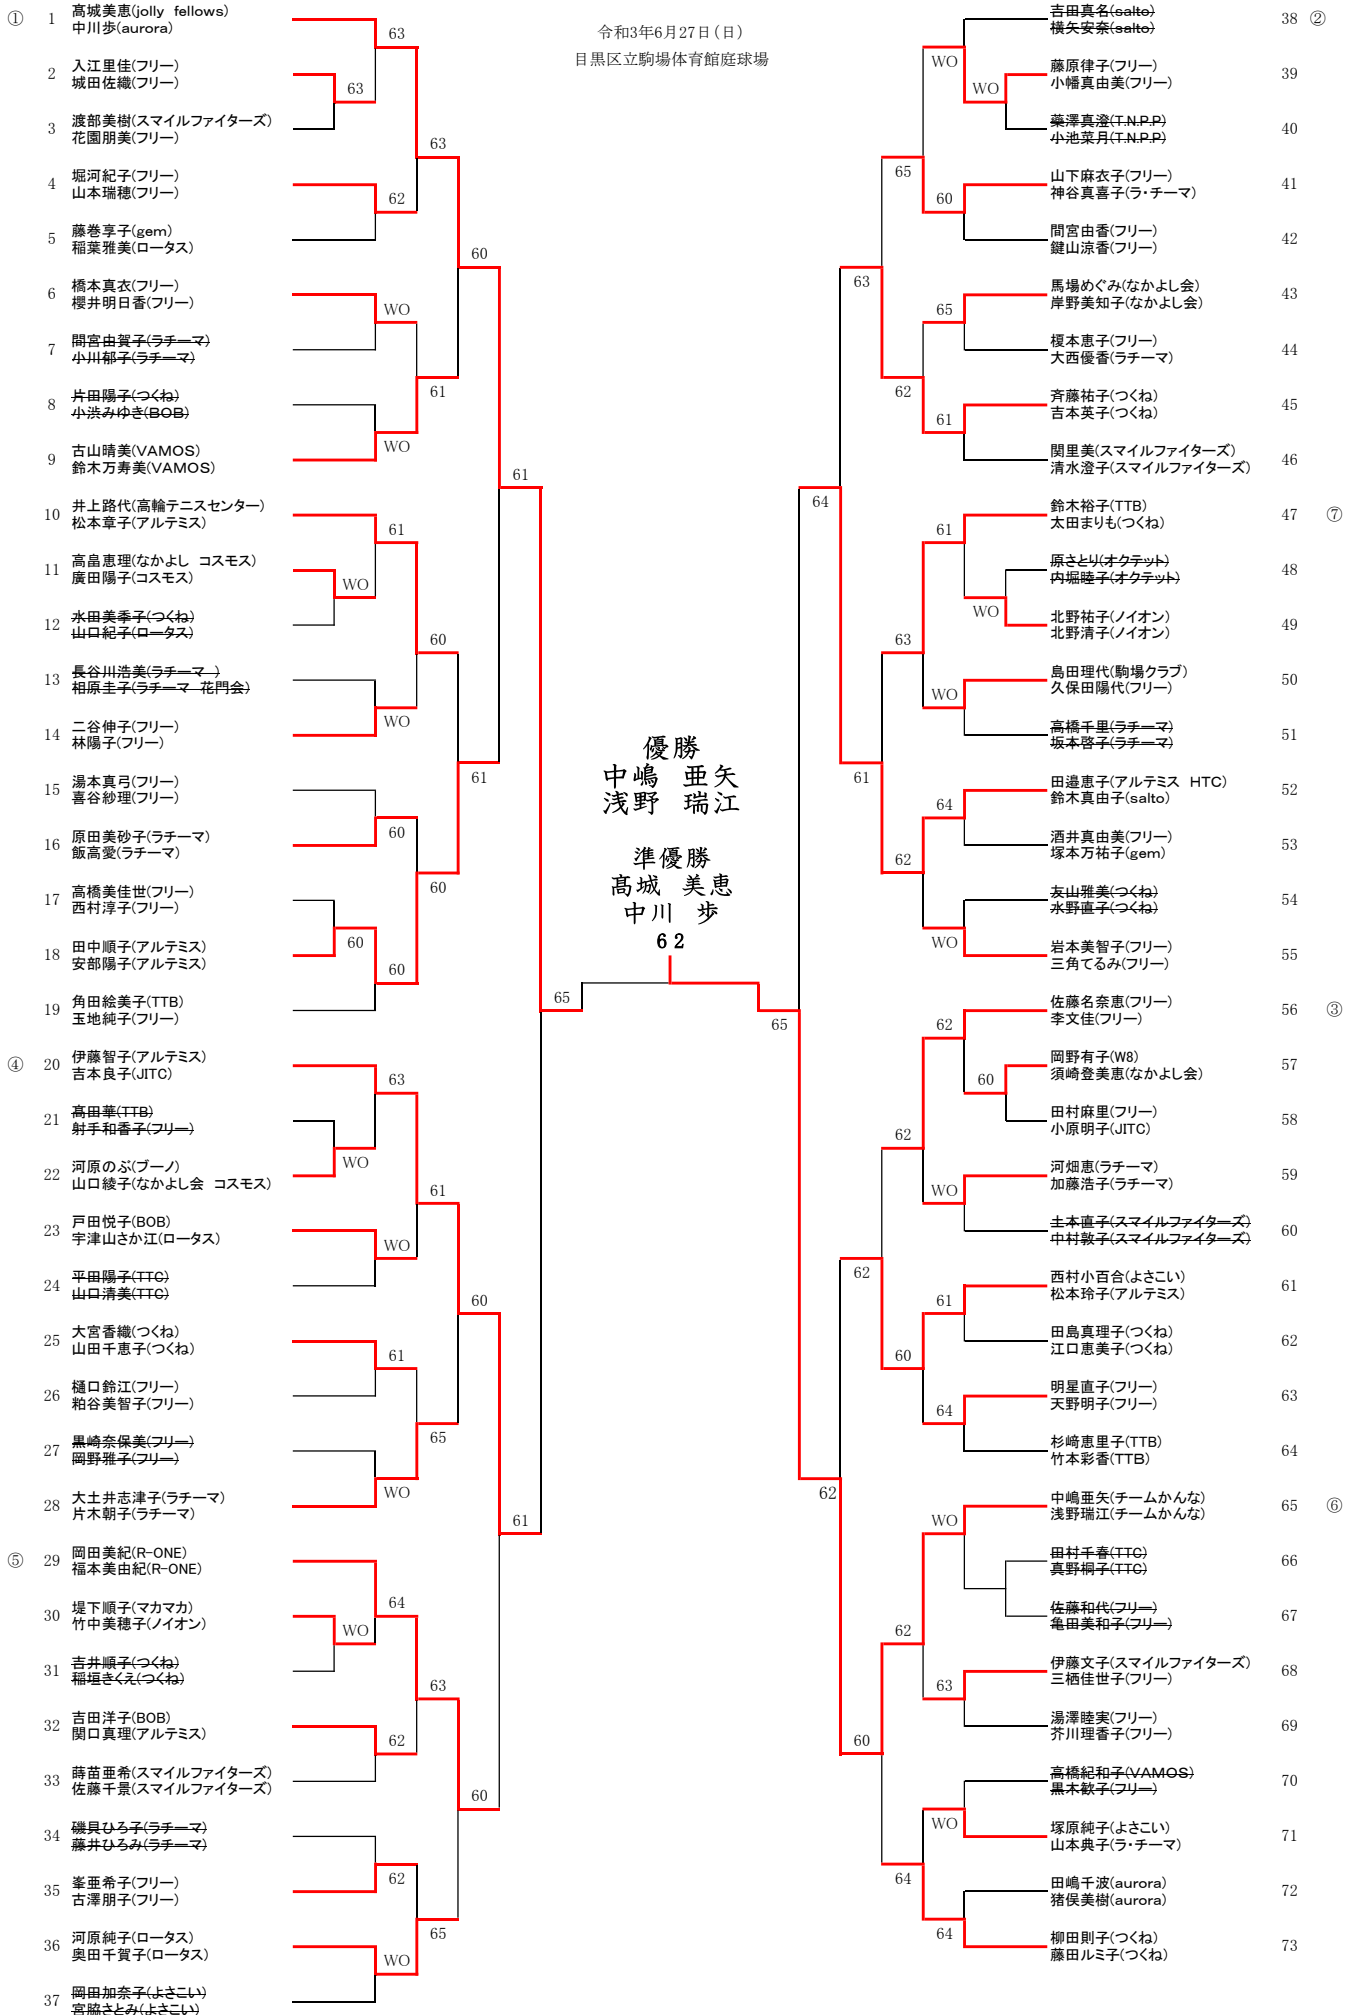 令和3年6月27日(日)
目黒区立駒場体育館庭球場
① 1 髙城美恵(jolly fellows)
中川歩(aurora)
63
2 入江里佳(フリー)
城田佐織(フリー)
63
3 渡部美樹(スマイルファイターズ)
花園朋美(フリー)
63
4 堀河紀子(フリー)
山本瑞穂(フリー)
62
5 藤巻享子(gem)
稲葉雅美(ロータス)
60
6 橋本真衣(フリー)
櫻井明日香(フリー)
WO
7 間宮由賀子(ラチーマ)
小川郁子(ラチーマ)
61
8 片田陽子(つくね)
小渋みゆき(BOB)
WO
9 古山晴美(VAMOS)
鈴木万寿美(VAMOS)
61
10 井上路代(高輪テニスセンター)
松本章子(アルテミス)
61
11 高畠恵理(なかよし コスモス)
廣田陽子(コスモス)
WO
12 水田美季子(つくね)
山口紀子(ロータス)
60
13 長谷川浩美(ラチーマ )
相原圭子(ラチーマ 花門会)
WO
14 二谷伸子(フリー)
林陽子(フリー)
61
15 湯本真弓(フリー)
喜谷紗理(フリー)
60
16 原田美砂子(ラチーマ)
飯高愛(ラチーマ)
60
17 高橋美佳世(フリー)
西村淳子(フリー)
60
18 田中順子(アルテミス)
安部陽子(アルテミス)
60
19 角田絵美子(TTB)
玉地純子(フリー)
65
④ 20 伊藤智子(アルテミス)
吉本良子(JITC)
63
21 髙田華(TTB)
射手和香子(フリー)
WO
22 河原のぶ(ブーノ)
山口綾子(なかよし会 コスモス)
61
23 戸田悦子(BOB)
宇津山さか江(ロータス)
WO
24 平田陽子(TTC)
山口清美(TTC)
60
25 大宮香織(つくね)
山田千恵子(つくね)
61
26 樋口鈴江(フリー)
粕谷美智子(フリー)
65
27 黒崎奈保美(フリー)
岡野雅子(フリー)
WO
28 大土井志津子(ラチーマ)
片木朝子(ラチーマ)
61
⑤ 29 岡田美紀(R-ONE)
福本美由紀(R-ONE)
64
30 堤下順子(マカマカ)
竹中美穂子(ノイオン)
WO
31 吉井順子(つくね)
稲垣きくえ(つくね)
63
32 吉田洋子(BOB)
関口真理(アルテミス)
62
33 蒔苗亜希(スマイルファイターズ)
佐藤千景(スマイルファイターズ)
60
34 磯貝ひろ子(ラチーマ)
藤井ひろみ(ラチーマ)
62
35 峯亜希子(フリー)
古澤朋子(フリー)
65
36 河原純子(ロータス)
奥田千賀子(ロータス)
WO
37 岡田加奈子(よさこい)
宮脇さとみ(よさこい)
優勝
中嶋 亜矢
浅野 瑞江
準優勝
髙城 美恵
中川 歩
6 2
吉田真名(salto) 38 ②
横矢安奈(salto)
WO
藤原律子(フリー) 39
小幡真由美(フリー)
WO
藥澤真澄(T.N.P.P) 40
小池菜月(T.N.P.P)
65
山下麻衣子(フリー) 41
神谷真喜子(ラ・チーマ)
60
間宮由香(フリー) 42
鍵山涼香(フリー)
63
馬場めぐみ(なかよし会) 43
岸野美知子(なかよし会)
65
榎本恵子(フリー) 44
大西優香(ラチーマ)
62
斉藤祐子(つくね) 45
吉本英子(つくね)
61
関里美(スマイルファイターズ) 46
清水澄子(スマイルファイターズ)
64
鈴木裕子(TTB) 47 ⑦
太田まりも(つくね)
61
原さとり(オクテット) 48
内堀睦子(オクテット)
WO
北野祐子(ノイオン) 49
北野清子(ノイオン)
63
島田理代(駒場クラブ) 50
久保田陽代(フリー)
WO
高橋千里(ラチーマ) 51
坂本啓子(ラチーマ)
61
田邉恵子(アルテミス HTC) 52
鈴木真由子(salto)
64
酒井真由美(フリー) 53
塚本万祐子(gem)
62
友山雅美(つくね) 54
水野直子(つくね)
WO
岩本美智子(フリー) 55
三角てるみ(フリー)
65
佐藤名奈恵(フリー) 56 ③
李文佳(フリー)
62
岡野有子(W8) 57
須崎登美恵(なかよし会)
60
田村麻里(フリー) 58
小原明子(JITC)
62
河畑恵(ラチーマ) 59
加藤浩子(ラチーマ)
WO
土本直子(スマイルファイターズ) 60
中村敦子(スマイルファイターズ)
62
西村小百合(よさこい) 61
松本玲子(アルテミス)
61
田島真理子(つくね) 62
江口恵美子(つくね)
60
明星直子(フリー) 63
天野明子(フリー)
64
杉﨑恵里子(TTB) 64
竹本彩香(TTB)
62
中嶋亜矢(チームかんな) 65 ⑥
浅野瑞江(チームかんな)
WO
田村千春(TTC) 66
真野桐子(TTC)
佐藤和代(フリー) 67
亀田美和子(フリー)
62
伊藤文子(スマイルファイターズ) 68
三栖佳世子(フリー)
63
湯澤睦実(フリー) 69
芥川理香子(フリー)
60
高橋紀和子(VAMOS) 70
黒木歓子(フリー)
WO
塚原純子(よさこい) 71
山本典子(ラ・チーマ)
64
田嶋千波(aurora) 72
猪俣美樹(aurora)
64
柳田則子(つくね) 73
藤田ルミ子(つくね)